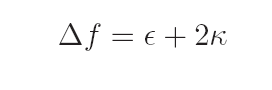 Δf = ϵ + 2κ